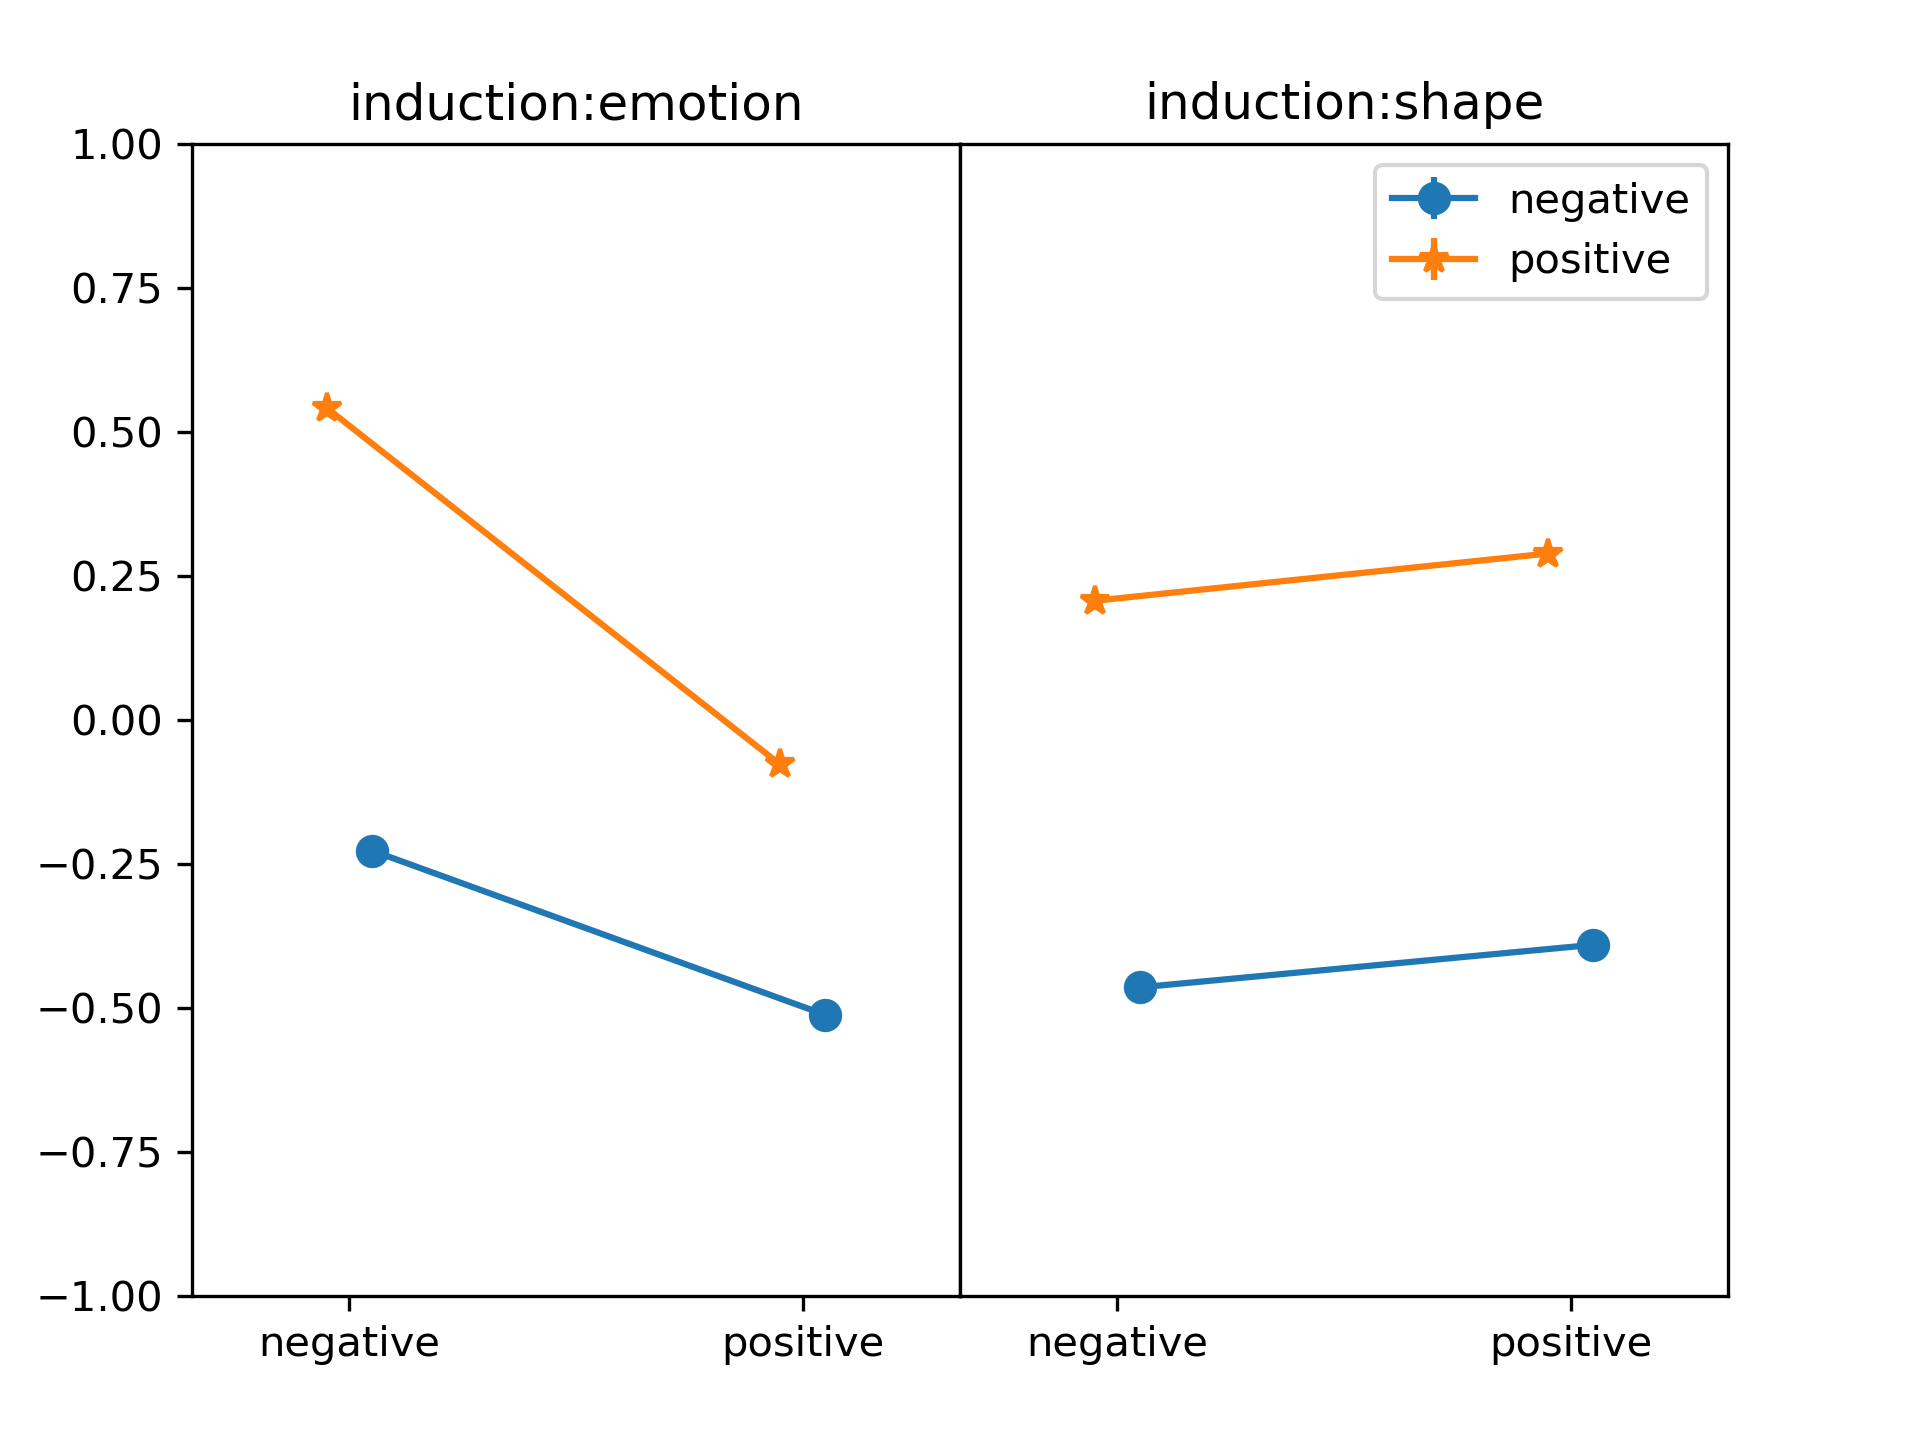 induction:emotion
induction:shape
1.00
0.75
0.50
0.25
0.00
−0.25
−0.50
−0.75
−1.00
negative
positive
negative
positive
negative
positive